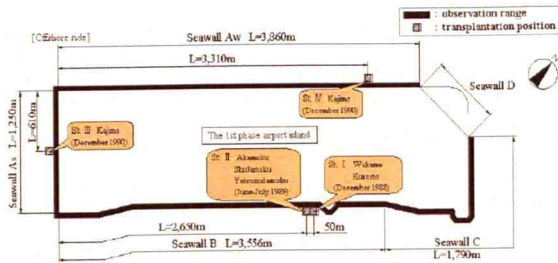 : observation range
: transplantation position
[Offshore side]
Seawall Aw L=3,860m
L=3,310m
Seawall D
St. Ⅳ Kajime
(December 1990)
Seawall As L=1,250m
L=610m
St. Ⅲ Kajime
(December 1990)
The 1st phase airport island
St. Ⅱ Akamoku
(June-July 1989)
St. Ⅰ Wakame
Kurome
(December 1988)
L=2,650m
50m
Seawall B L=3,556m
Seawall C
L=1,790m